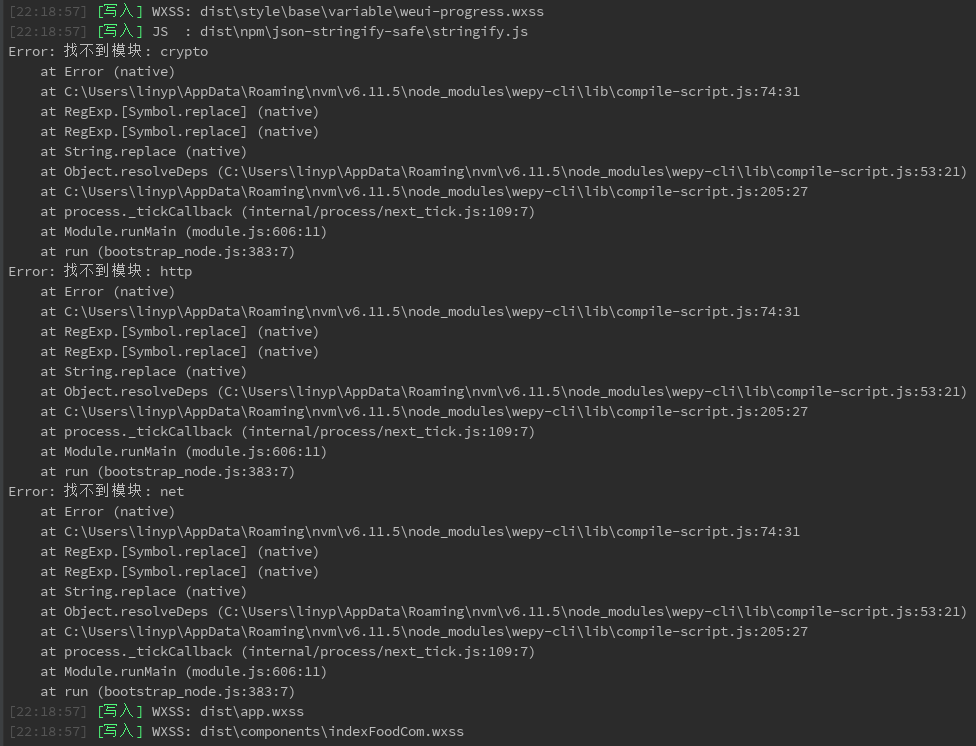 [22:18:57] [写入] WXSS: dist\style\base\variable\weui-progress.wxss
[22:18:57] [写入] JS  : dist\npm\json-stringify-safe\stringify.js
Error: 找不到模块: crypto
    at Error (native)
    at C:\Users\linyp\AppData\Roaming\nvm\v6.11.5\node_modules\wepy-cli\lib\compile-script.js:74:31
    at RegExp.[Symbol.replace] (native)
    at RegExp.[Symbol.replace] (native)
    at String.replace (native)
    at Object.resolveDeps (C:\Users\linyp\AppData\Roaming\nvm\v6.11.5\node_modules\wepy-cli\lib\compile-script.js:53:21)
    at C:\Users\linyp\AppData\Roaming\nvm\v6.11.5\node_modules\wepy-cli\lib\compile-script.js:205:27
    at process._tickCallback (internal/process/next_tick.js:109:7)
    at Module.runMain (module.js:606:11)
    at run (bootstrap_node.js:383:7)
Error: 找不到模块: http
    at Error (native)
    at C:\Users\linyp\AppData\Roaming\nvm\v6.11.5\node_modules\wepy-cli\lib\compile-script.js:74:31
    at RegExp.[Symbol.replace] (native)
    at RegExp.[Symbol.replace] (native)
    at String.replace (native)
    at Object.resolveDeps (C:\Users\linyp\AppData\Roaming\nvm\v6.11.5\node_modules\wepy-cli\lib\compile-script.js:53:21)
    at C:\Users\linyp\AppData\Roaming\nvm\v6.11.5\node_modules\wepy-cli\lib\compile-script.js:205:27
    at process._tickCallback (internal/process/next_tick.js:109:7)
    at Module.runMain (module.js:606:11)
    at run (bootstrap_node.js:383:7)
Error: 找不到模块: net
    at Error (native)
    at C:\Users\linyp\AppData\Roaming\nvm\v6.11.5\node_modules\wepy-cli\lib\compile-script.js:74:31
    at RegExp.[Symbol.replace] (native)
    at RegExp.[Symbol.replace] (native)
    at String.replace (native)
    at Object.resolveDeps (C:\Users\linyp\AppData\Roaming\nvm\v6.11.5\node_modules\wepy-cli\lib\compile-script.js:53:21)
    at C:\Users\linyp\AppData\Roaming\nvm\v6.11.5\node_modules\wepy-cli\lib\compile-script.js:205:27
    at process._tickCallback (internal/process/next_tick.js:109:7)
    at Module.runMain (module.js:606:11)
    at run (bootstrap_node.js:383:7)
[22:18:57] [写入] WXSS: dist\app.wxss
[22:18:57] [写入] WXSS: dist\components\indexFoodCom.wxss